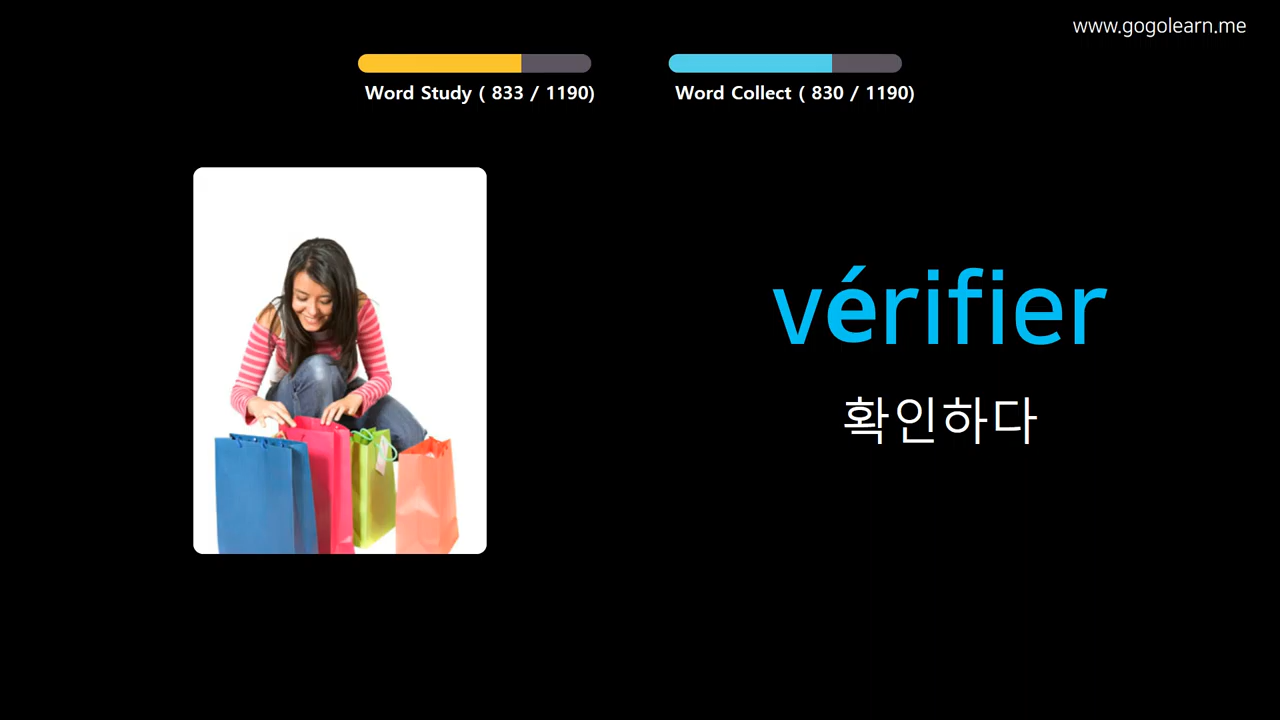 www.gogolearn.me
Word Study ( 833 / 1190)
Word Collect ( 830 / 1190)
vérifier
확인하다